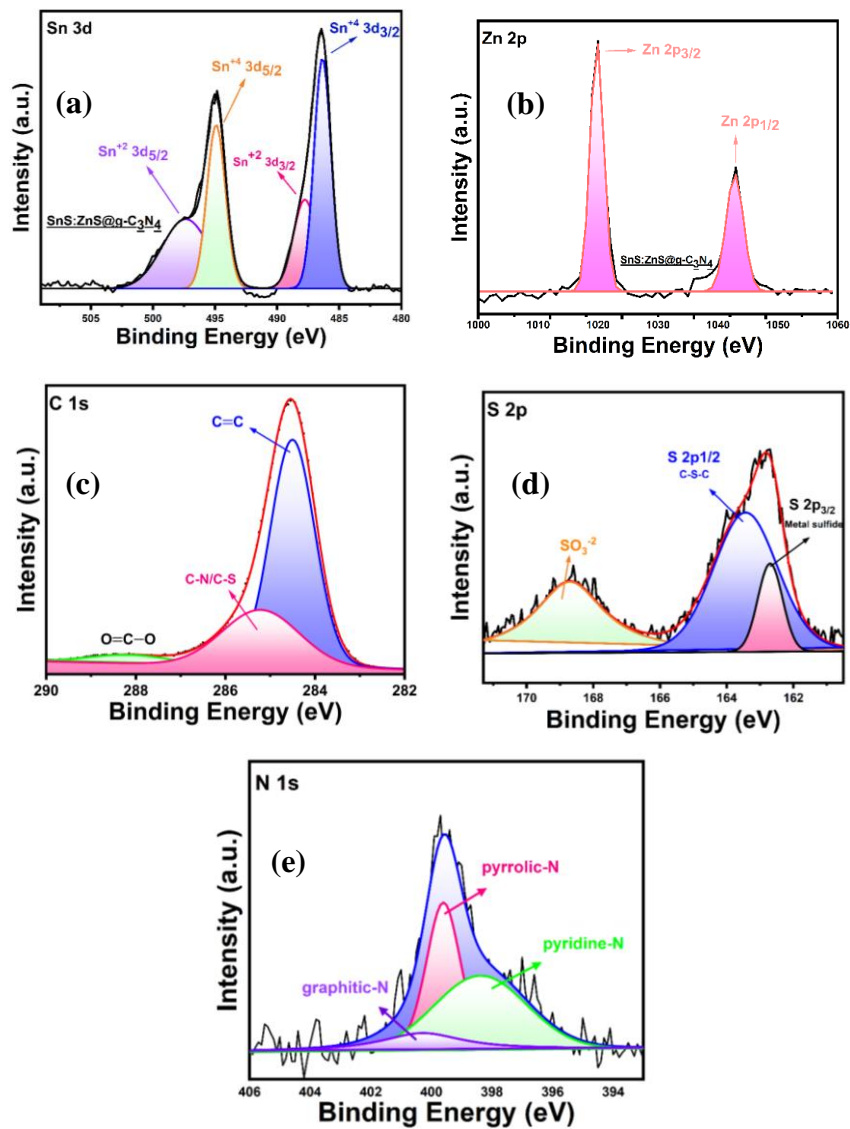 Sn 3d
Sn+4 3d3/2
Sn+4 3d5/2
(a)
Sn+2 3d5/2
Sn+2 3d3/2
SnS:ZnS@g-C3N4
Intensity (a.u.)
505 500 495 490 485 480
Binding Energy (eV)
Zn 2p
Zn 2p3/2
(b)
Zn 2p1/2
SnS:ZnS@g-C3N4
Intensity (a.u.)
1000 1010 1020 1030 1040 1050 1060
Binding Energy (eV)
C 1s
C=C
(c)
C-N/C-S
O=C-O
Intensity (a.u.)
290 288 286 284 282
Binding Energy (eV)
S 2p
(d)
S 2p1/2
C-S-C
S 2p3/2
Metal sulfide
SO3-2
Intensity (a.u.)
170 168 166 164 162
Binding Energy (eV)
N 1s
(e)
pyrrolic-N
pyridine-N
graphitic-N
Intensity (a.u.)
406 404 402 400 398 396 394
Binding Energy (eV)